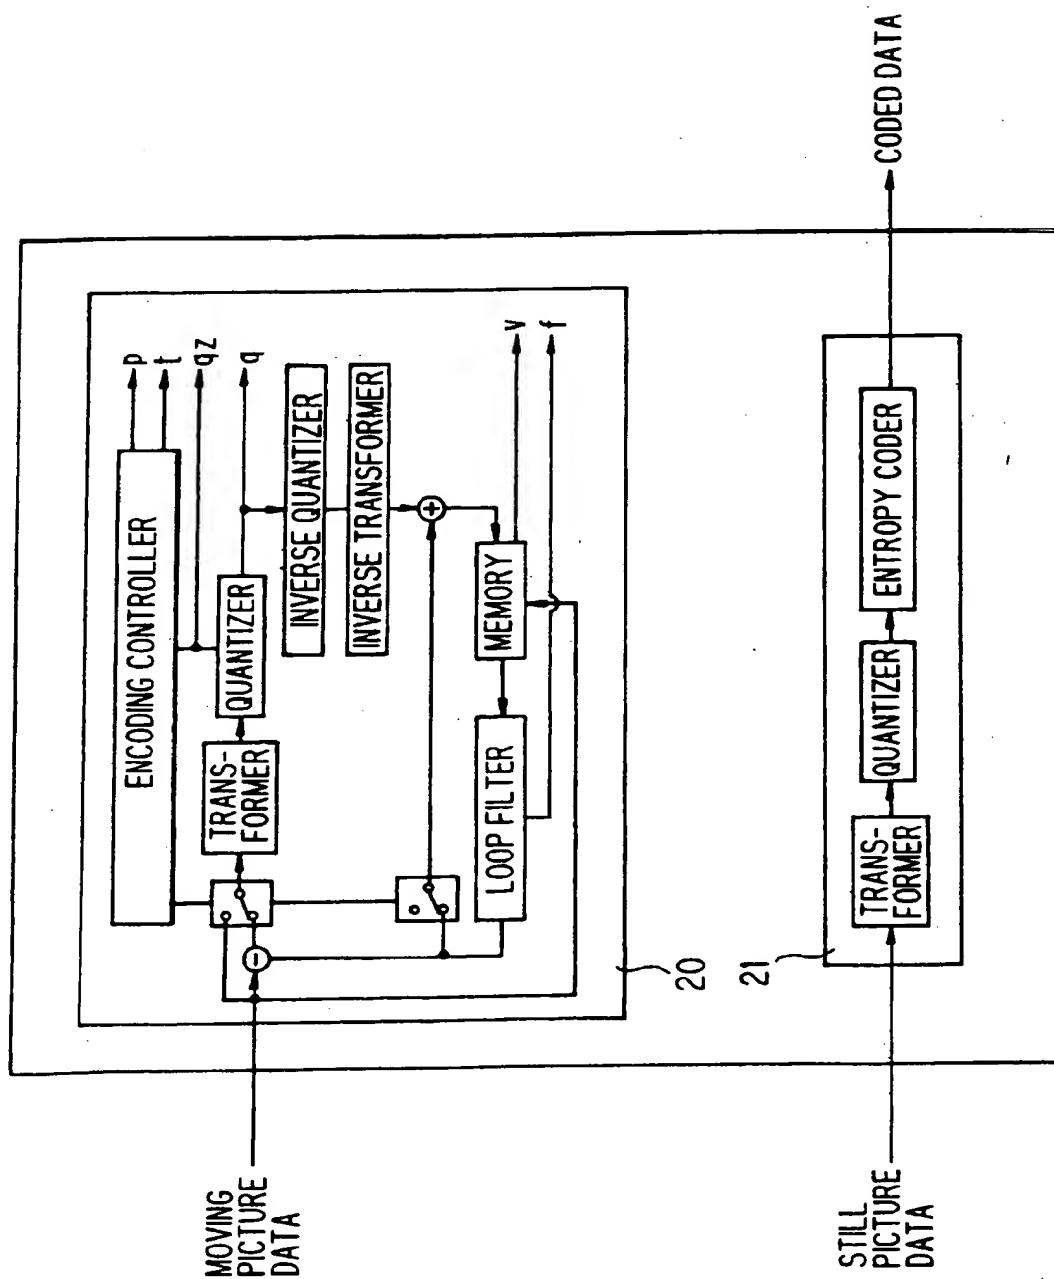 MOVING
PICTURE
DATA
ENCODING CONTROLLER
p
t
qz
TRANS-
FORMER
QUANTIZER
q
INVERSE QUANTIZER
INVERSE TRANSFORMER
LOOP FILTER
MEMORY
v
f
20
STILL
PICTURE
DATA
21
TRANS-
FORMER
QUANTIZER
ENTROPY CODER
CODED DATA